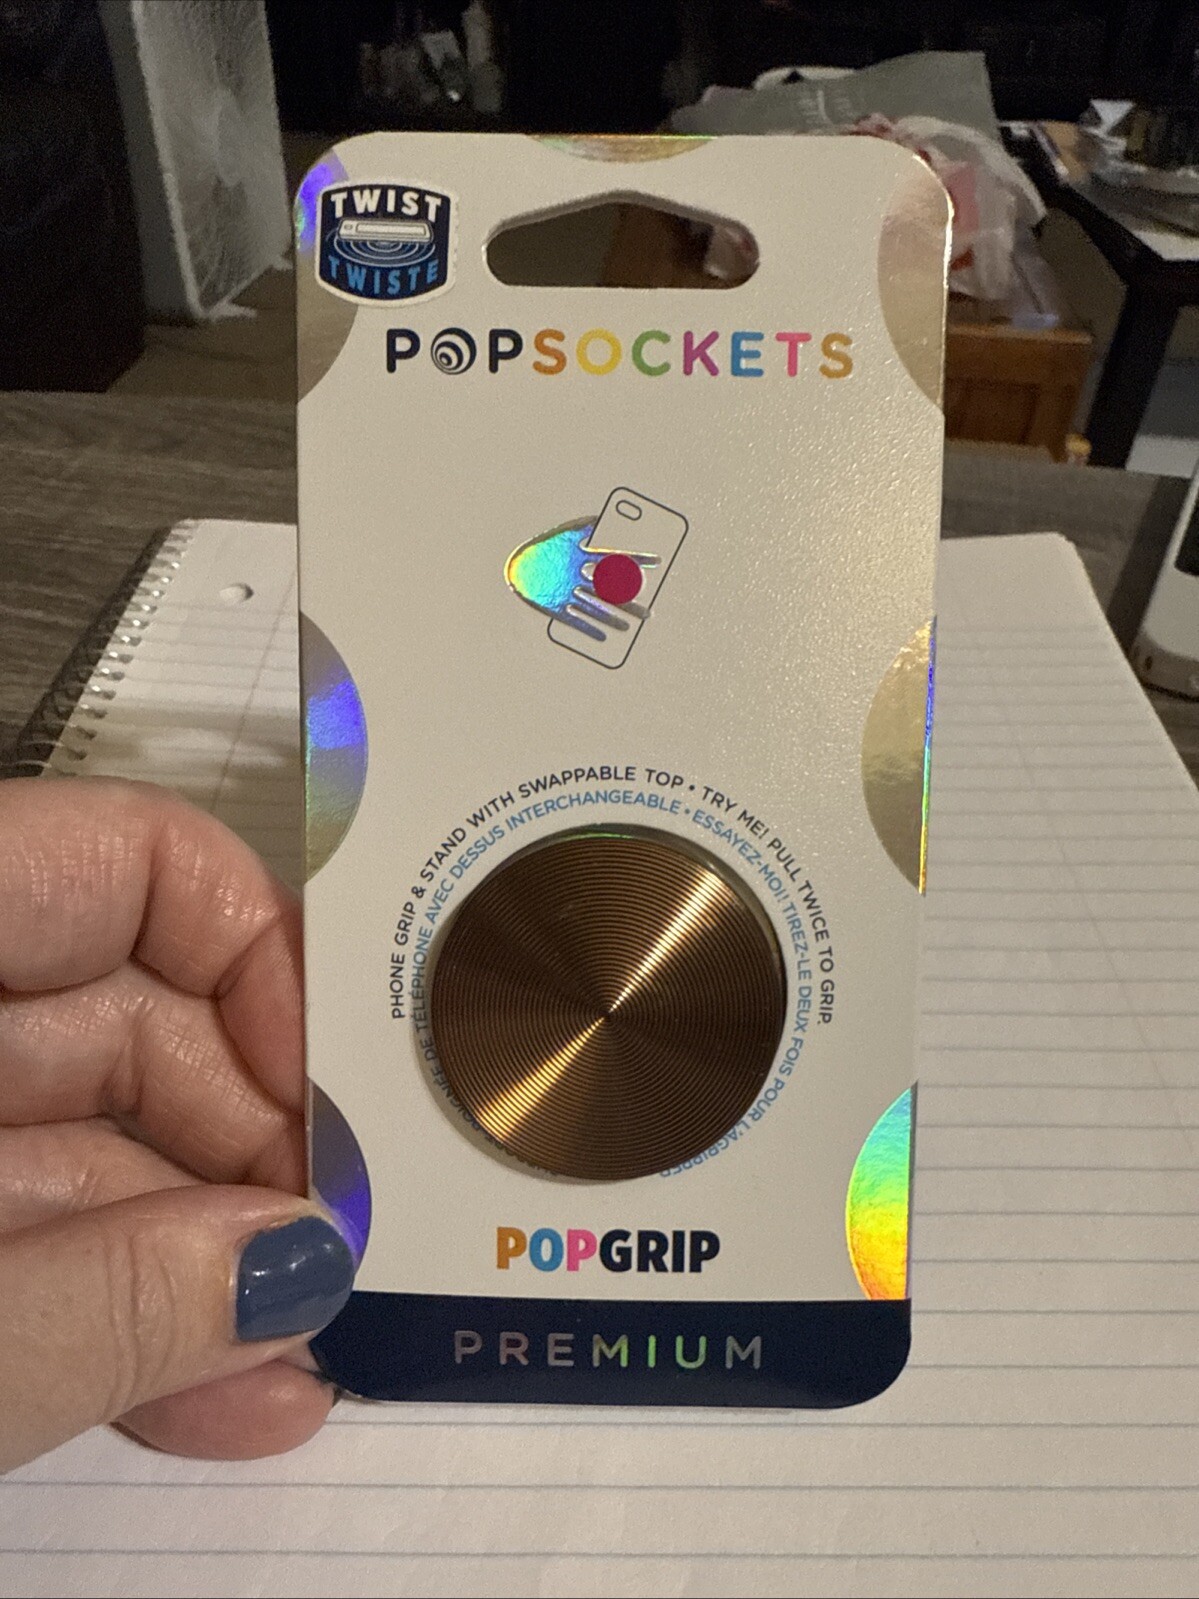 TWIST
TWISTE
POPSOCKETS
PHONE GRIP & STAND WITH SWAPPABLE TOP • TRY ME! PULL TWICE TO GRIP.
DE TÉLÉPHONE AVEC DESSUS INTERCHANGEABLE • ESSAYEZ-MOI! TIREZ-LE DEUX FOIS POUR L'AGRIPPER
POPGRIP
PREMIUM